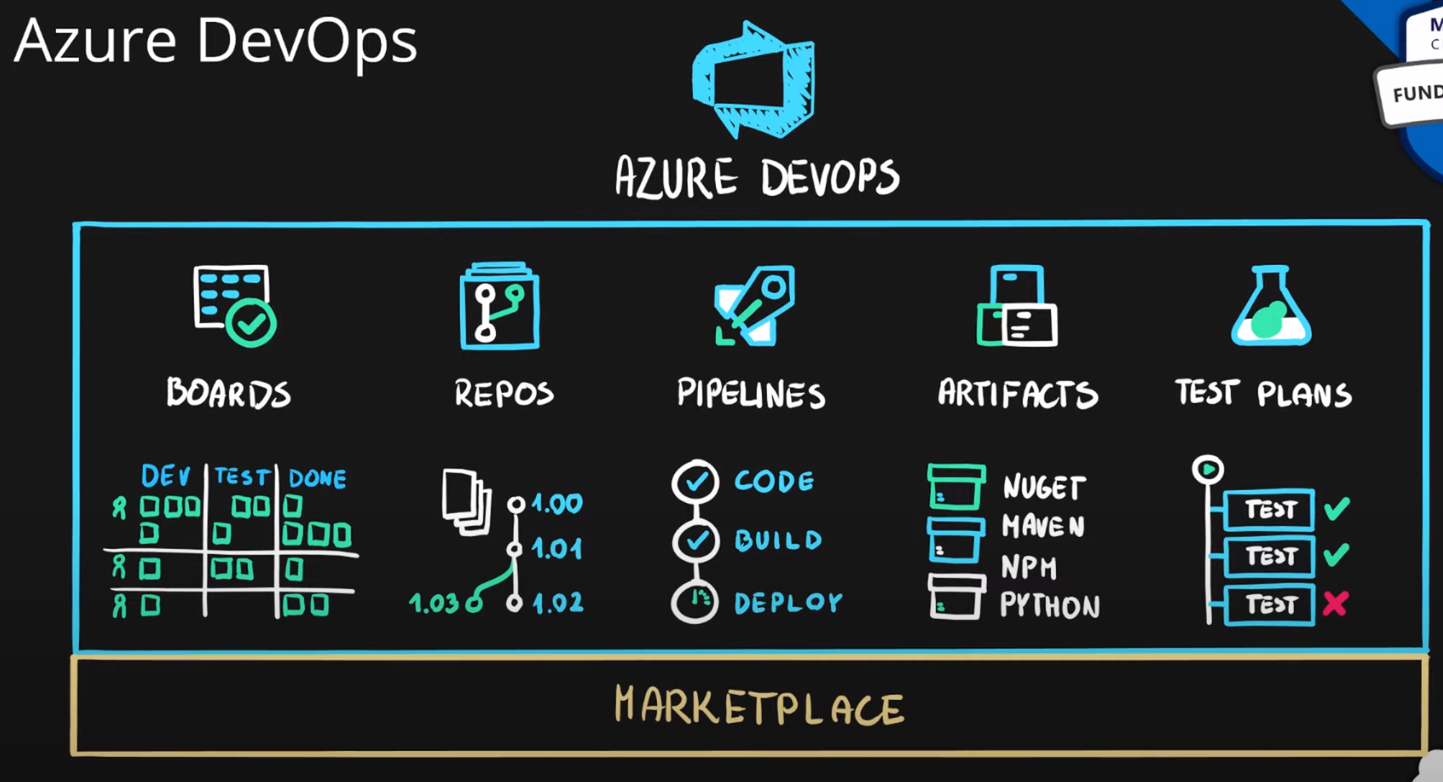 Azure DevOps
M
C
FUND
AZURE DEVOPS
BOARDS
REPOS
PIPELINES
ARTIFACTS
TEST PLANS
DEV TEST DONE
1.00
1.01
1.03
1.02
CODE
BUILD
DEPLOY
NUGET
MAVEN
NPM
PYTHON
TEST
TEST
TEST
MARKETPLACE